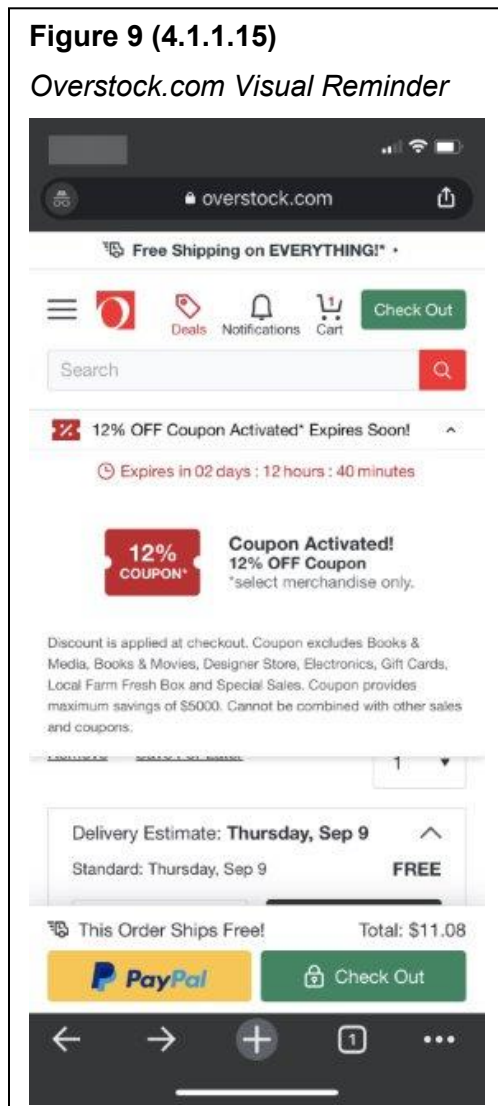 Figure 9 (4.1.1.15)
Overstock.com Visual Reminder
overstock.com
Free Shipping on EVERYTHING!* •
Deals
Notifications
1
Cart
Check Out
Search
12% OFF Coupon Activated* Expires Soon!
Expires in 02 days : 12 hours : 40 minutes
12%
COUPON*
Coupon Activated!
12% OFF Coupon
*select merchandise only.
Discount is applied at checkout. Coupon excludes Books &
Media, Books & Movies, Designer Store, Electronics, Gift Cards,
Local Farm Fresh Box and Special Sales. Coupon provides
maximum savings of $5000. Cannot be combined with other sales
and coupons.
1
Delivery Estimate: Thursday, Sep 9
Standard: Thursday, Sep 9 FREE
This Order Ships Free! Total: $11.08
PayPal
Check Out
1